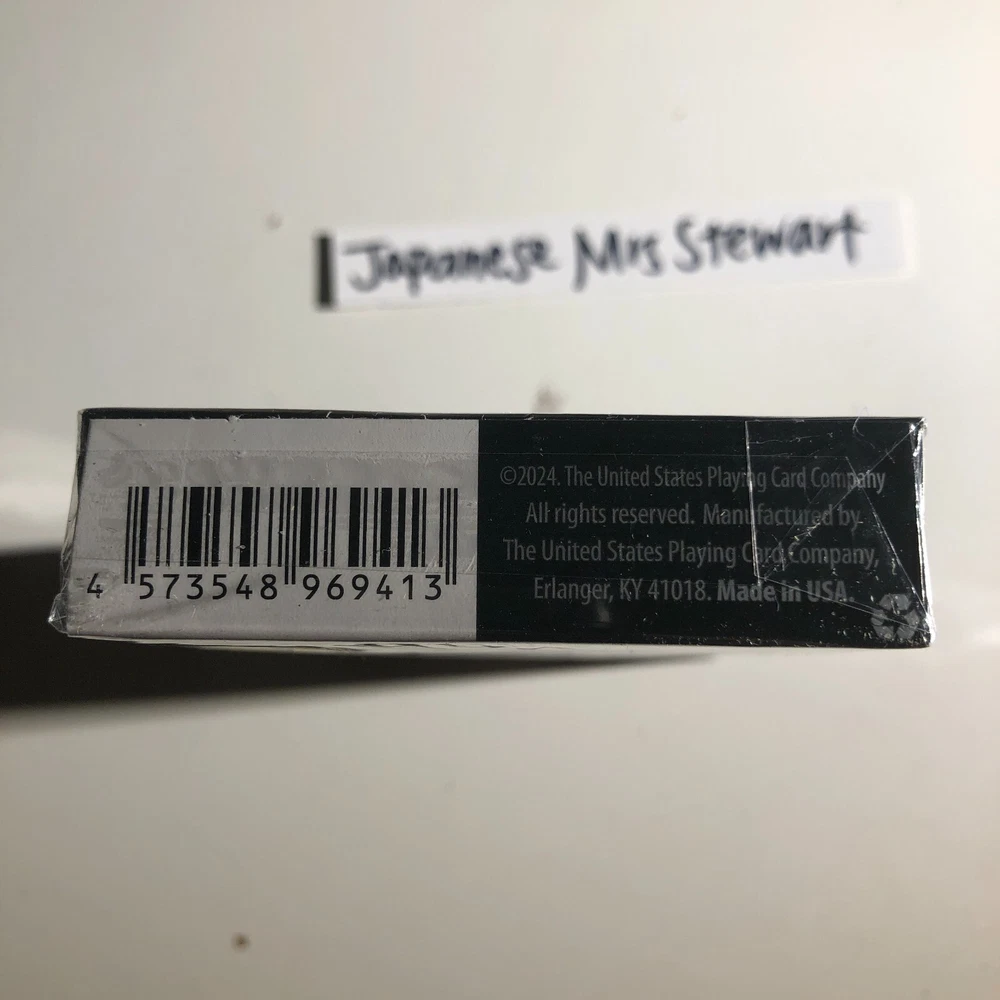 Japanese Mrs Stewart
4 573548 969413
©2024. The United States Playing Card Company
All rights reserved. Manufactured by
The United States Playing Card Company,
Erlanger, KY 41018. Made in USA.